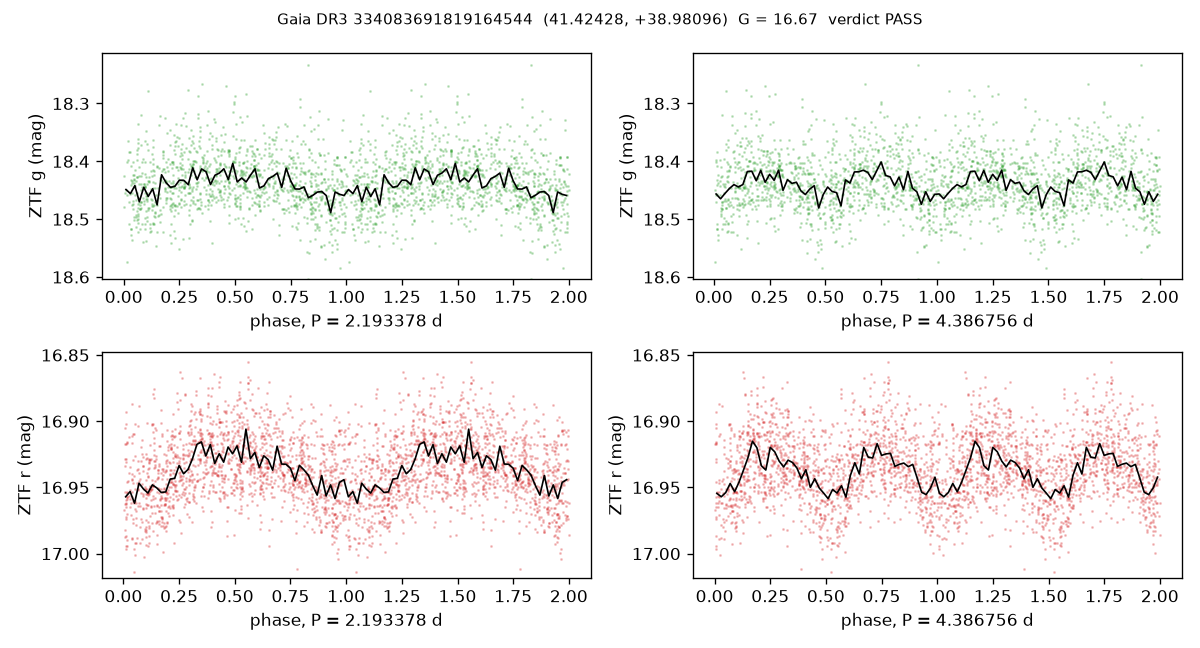 Gaia DR3 334083691819164544 (41.42428, +38.98096) G = 16.67 verdict PASS
ZTF g (mag)
18.3
18.4
18.5
18.6
0.00 0.25 0.50 0.75 1.00 1.25 1.50 1.75 2.00
phase, P = 2.193378 d
ZTF g (mag)
18.3
18.4
18.5
18.6
0.00 0.25 0.50 0.75 1.00 1.25 1.50 1.75 2.00
phase, P = 4.386756 d
ZTF r (mag)
16.85
16.90
16.95
17.00
0.00 0.25 0.50 0.75 1.00 1.25 1.50 1.75 2.00
phase, P = 2.193378 d
ZTF r (mag)
16.85
16.90
16.95
17.00
0.00 0.25 0.50 0.75 1.00 1.25 1.50 1.75 2.00
phase, P = 4.386756 d